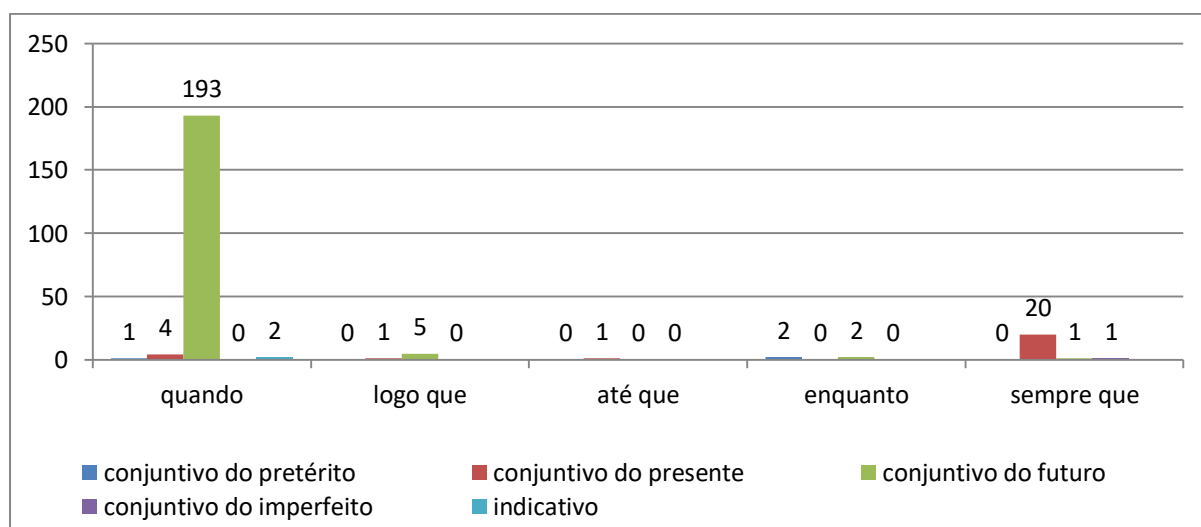 250
193
200
150
100
50
20
1 4 0 2 0 1 5 0 0 1 0 0 2 0 2 0 0 1 1
0
quando logo que até que enquanto sempre que
conjuntivo do pretérito conjuntivo do presente conjuntivo do futuro
conjuntivo do imperfeito indicativo